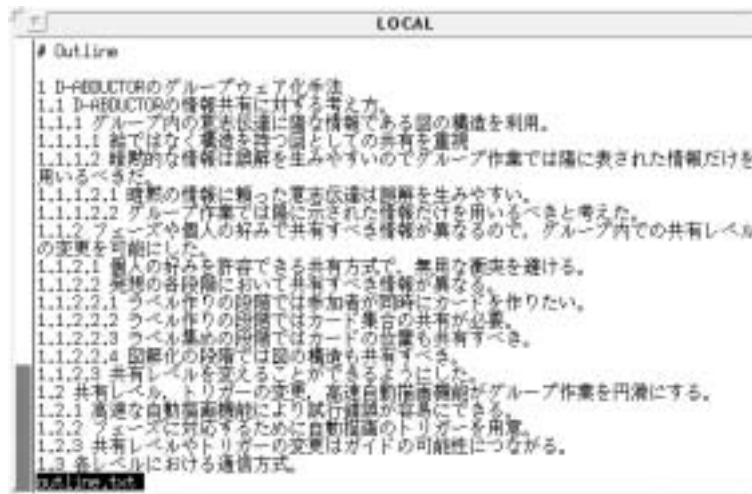 LOCAL
# Outline
1 D-ABDUCTORのグループウェア化手法
1.1 D-ABDUCTORの情報共有に対する考え方。
1.1.1 グループ内の意志伝達に陽な情報である図の構造を利用。
1.1.1.1 絵ではなく構造を持つ図としての共有を重視
1.1.1.2 暗黙的な情報は誤解を生みやすいのでグループ作業では陽に表された情報だけを
用いるべきだ。
1.1.1.2.1 暗黙の情報に頼った意志伝達は誤解を生みやすい。
1.1.1.2.2 グループ作業では陽に示された情報だけを用いるべきと考えた。
1.1.2 フェーズや個人の好みで共有すべき情報が異なるので、グループ内での共有レベル
の変更を可能にした。
1.1.2.1 個人の好みを許容できる共有方式で、無用な衝突を避ける。
1.1.2.2 発想の各段階において共有すべき情報が異なる。
1.1.2.2.1 ラベル作りの段階では参加者が同時にカードを作りたい。
1.1.2.2.2 ラベル作りの段階ではカード集合の共有が必要。
1.1.2.2.3 ラベル集めの段階ではカードの位置も共有すべき。
1.1.2.2.4 図解化の段階では図の構造も共有すべき。
1.1.2.3 共有レベルを変えることができるようにした。
1.2 共有レベル、トリガーの変更、高速自動描画機能がグループ作業を円滑にする。
1.2.1 高速な自動描画機能により試行錯誤が容易にできる。
1.2.2 フェーズに対応するために自動描画のトリガーを用意。
1.2.3 共有レベルやトリガーの変更はガイドの可能性につながる。
1.3 各レベルにおける通信方式。
outline.txt